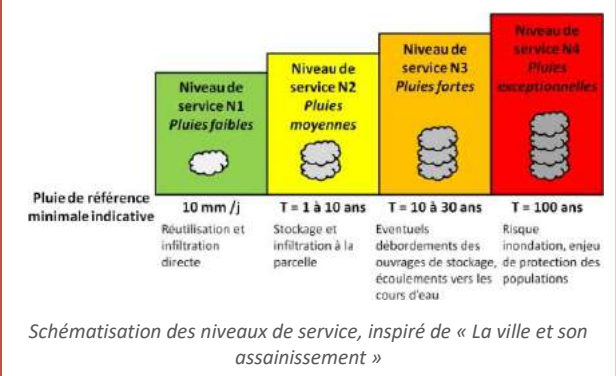 Niveau de
service N1
Pluies faibles
Niveau de
service N2
Pluies
moyennes
Niveau de
service N3
Pluies fortes
Niveau de
service N4
Pluies
exceptionnelles
Pluie de référence
minimale indicative
10 mm /j
T = 1 à 10 ans
T = 10 à 30 ans
T = 100 ans
Réutilisation et
infiltration
directe
Stockage et
infiltration à la
parcelle
Eventuels
débordements des
ouvrages de stockage,
écoulements vers les
cours d'eau
Risque
inondation, enjeu
de protection des
populations
Schématisation des niveaux de service, inspiré de « La ville et son
assainissement »